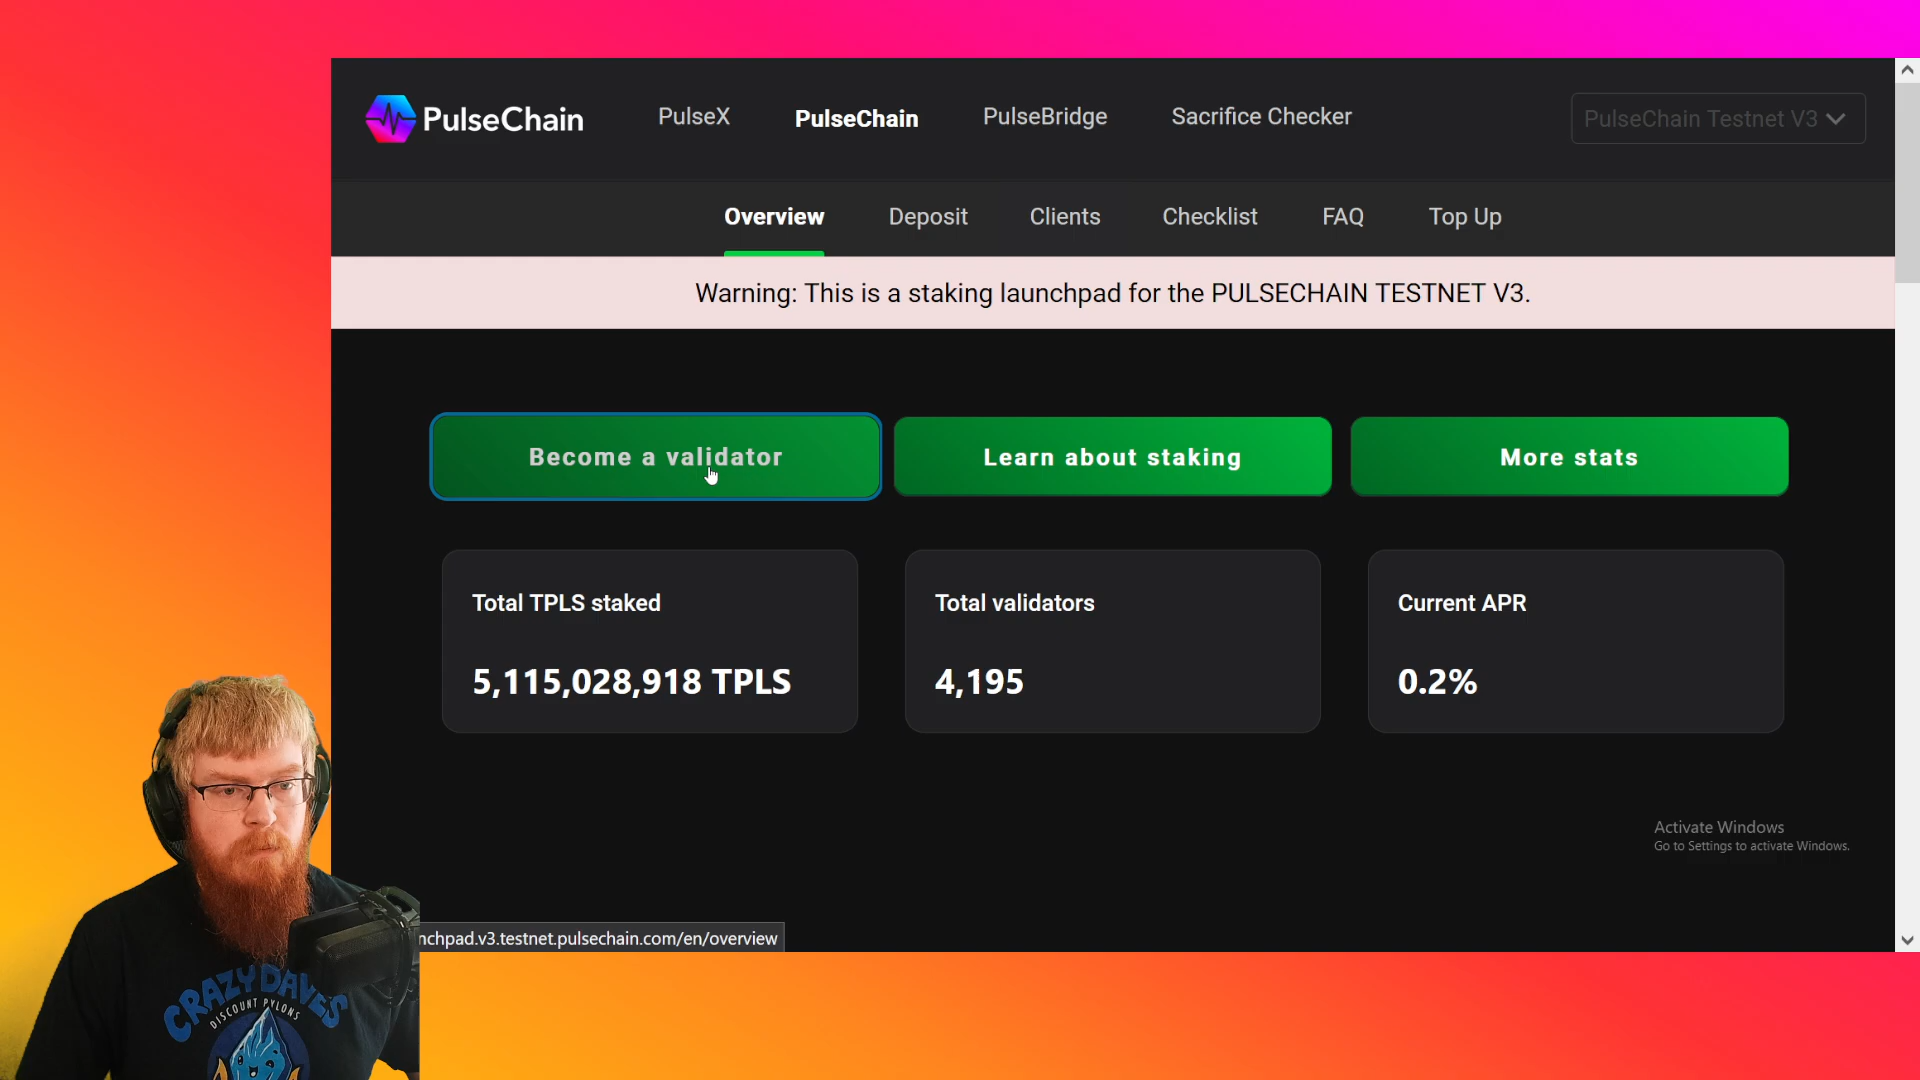 PulseChain
PulseX
PulseChain
PulseBridge
Sacrifice Checker
PulseChain Testnet V3
Overview
Deposit
Clients
Checklist
FAQ
Top Up
Warning: This is a staking launchpad for the PULSECHAIN TESTNET V3.
Become a validator
Learn about staking
More stats
Total TPLS staked
5,115,028,918 TPLS
Total validators
4,195
Current APR
0.2%
Activate Windows
Go to Settings to activate Windows.
nchpad.v3.testnet.pulsechain.com/en/overview
CRAZY DAVE'S
DISCOUNT PYLONS